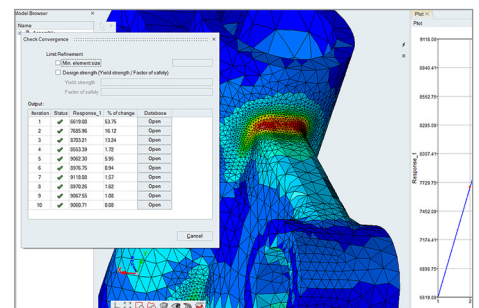 Model Browser ×
Name
Check Convergence ×
Limit Refinement
Min. element size
Design strength (Yield strength / Factor of safety)
Yield strength
Factor of safety
Output:
Iteration Status Response_1 % of change Database
1 6619.08 53.75 Open
2 7685.96 16.12 Open
3 8703.21 13.24 Open
4 8553.39 1.72 Open
5 9062.30 5.95 Open
6 8976.75 0.94 Open
7 9118.08 1.57 Open
8 8970.26 1.62 Open
9 9067.55 1.08 Open
10 9060.71 0.08 Open
Cancel
Plot ×
Plot
9118.08
8840.41
8562.75
8285.08
8007.41
7729.75
7452.08
7174.41
6896.75
6619.08
Response_1
2